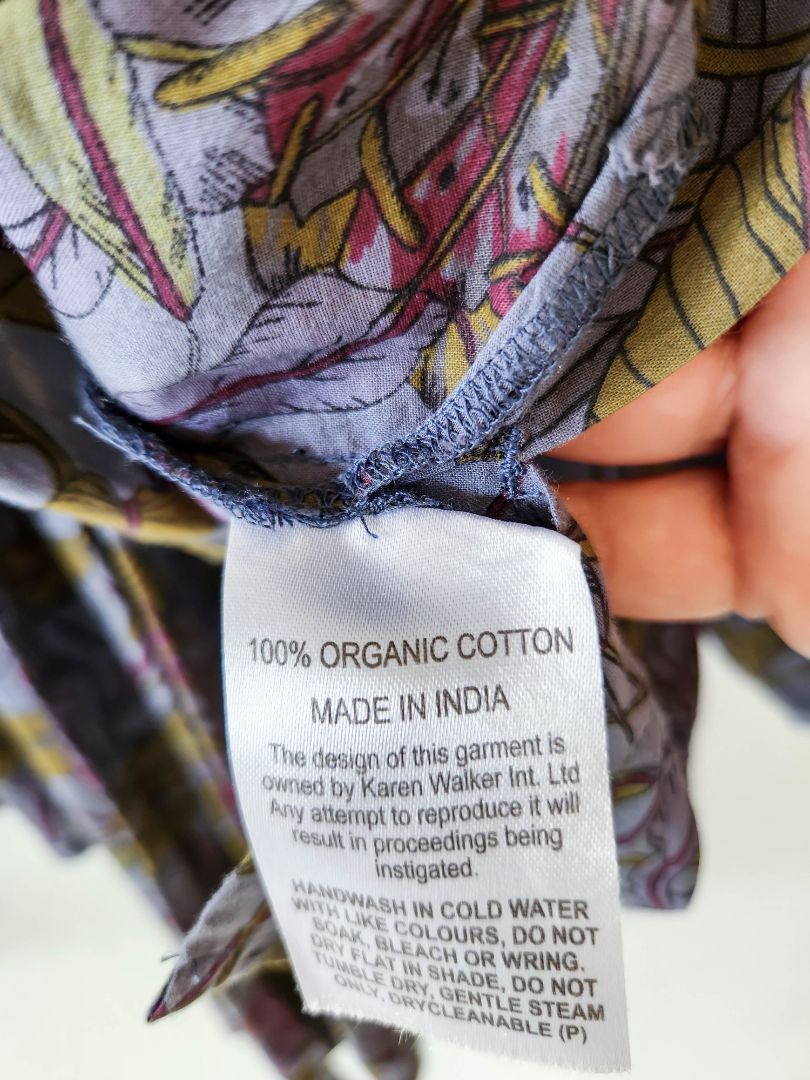 100% ORGANIC COTTON
MADE IN INDIA
The design of this garment is
owned by Karen Walker Int. Ltd
Any attempt to reproduce it will
result in proceedings being
instigated.
HANDWASH IN COLD WATER
WITH LIKE COLOURS, DO NOT
SOAK, BLEACH OR WRING.
DRY FLAT IN SHADE, DO NOT
TUMBLE DRY, GENTLE STEAM
ONLY, DRYCLEANABLE (P)